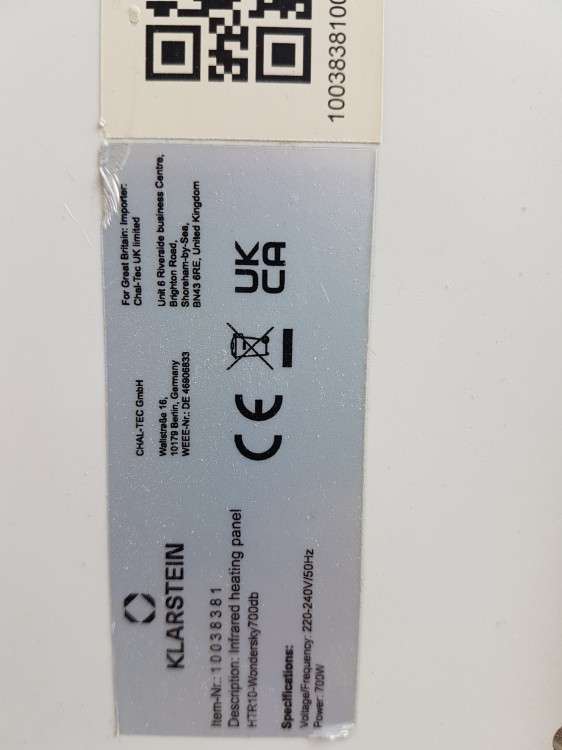 KLARSTEIN
Item-Nr.: 10038381
Description: Infrared heating panel
HTR10-Wondersky700db
Specifications:
Voltage/Frequency: 220-240V/50Hz
Power: 700W
CHAL-TEC GmbH
Wallstraße 16,
10179 Berlin, Germany
WEEE-Nr.: DE 46906833
CE
For Great Britain: Importer:
Chal-Tec UK limited
Unit 6 Riverside business Centre,
Brighton Road,
Shoreham-by-Sea,
BN43 6RE, United Kingdom
UK
CA
100383810